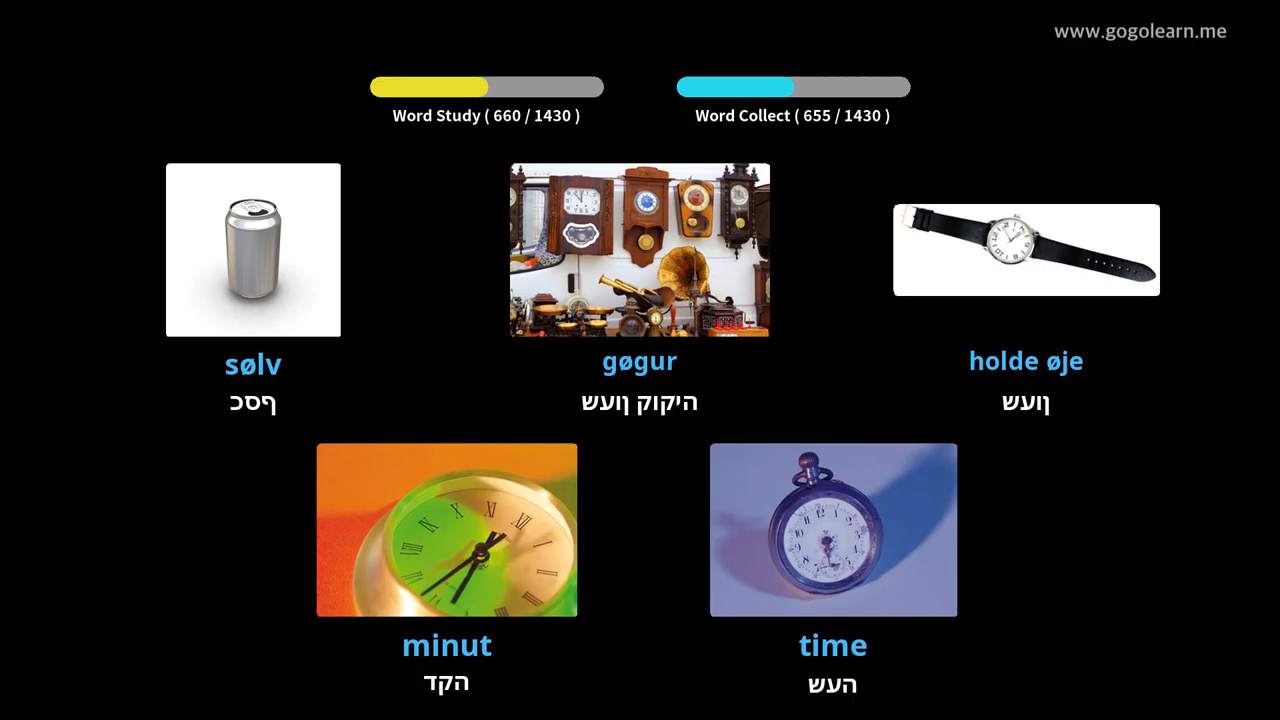 www.gogolearn.me
Word Study ( 660 / 1430 )
Word Collect ( 655 / 1430 )
sølv
ףסכ
gøgur
היקוק ןועש
holde øje
ןועש
minut
הקד
time
העש